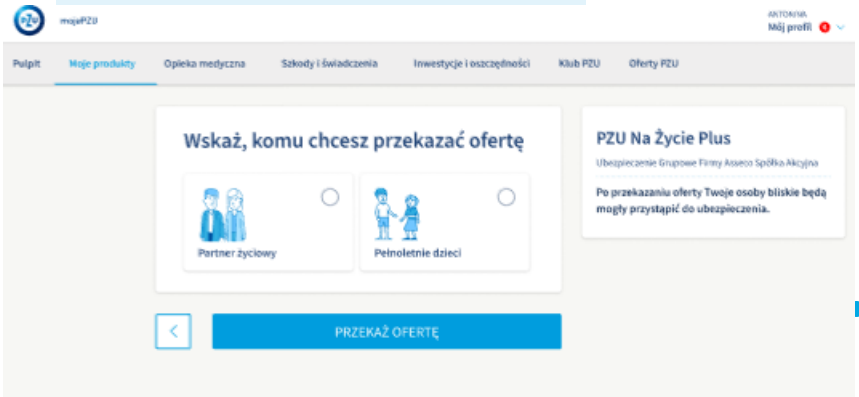 PZU
mojePZU
ANTONINA
Mój profil 4
Pulpit Moje produkty Opieka medyczna Szkody i świadczenia Inwestycje i oszczędności Klub PZU Oferty PZU
Wskaż, komu chcesz przekazać ofertę
Partner życiowy
Pełnoletnie dzieci
PRZEKAŻ OFERTĘ
PZU Na Życie Plus
Ubezpieczenie Grupowe Firmy Asseco Spółka Akcyjna
Po przekazaniu oferty Twoje osoby bliskie będą
mogły przystąpić do ubezpieczenia.